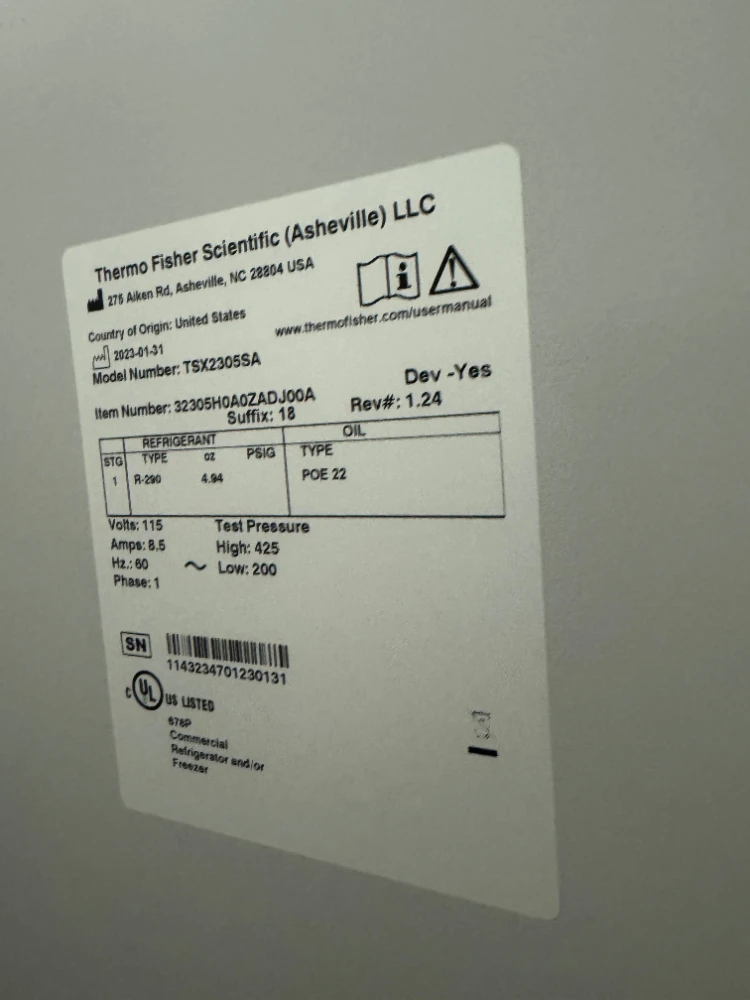 Thermo Fisher Scientific (Asheville) LLC
275 Aiken Rd, Asheville, NC 28804 USA
Country of Origin: United States
www.thermofisher.com/usermanual
2023-01-31
Model Number: TSX2305SA
Dev -Yes
Item Number: 32305H0A0ZADJ00A
Suffix: 18
Rev#: 1.24
REFRIGERANT OIL
STG TYPE oz PSIG TYPE
1 R-290 4.94 POE 22
Volts: 115 Test Pressure
Amps: 8.5 High: 425
Hz.: 60 ~ Low: 200
Phase: 1
SN
1143234701230131
C UL US LISTED
678P
Commercial
Refrigerator and/or
Freezer